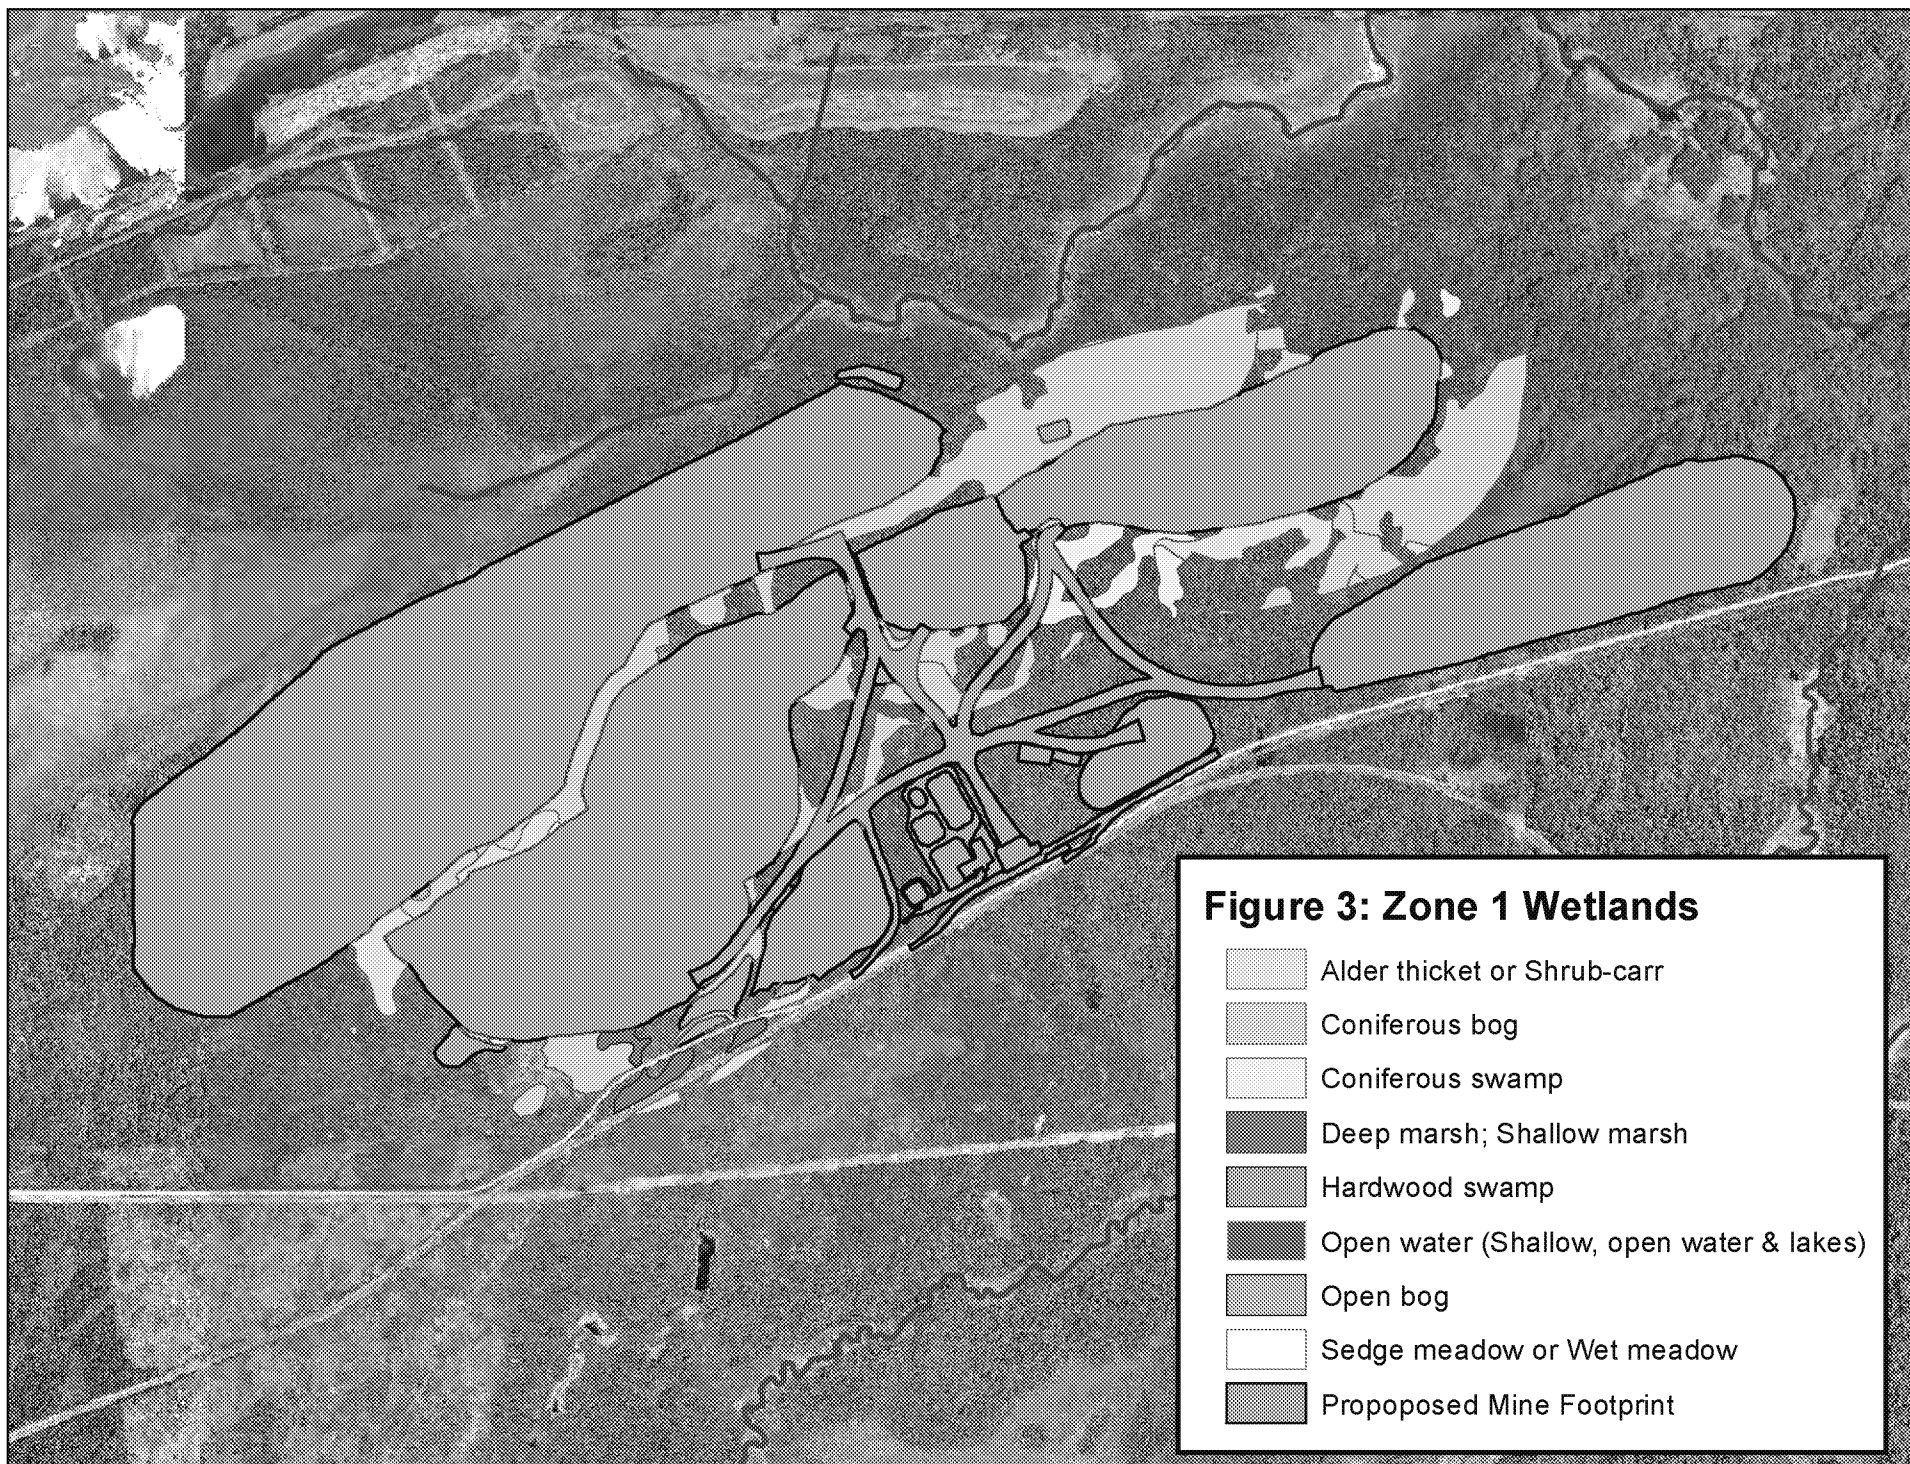 Figure 3: Zone 1 Wetlands
Alder thicket or Shrub-carr
Coniferous bog
Coniferous swamp
Deep marsh; Shallow marsh
Hardwood swamp
Open water (Shallow, open water & lakes)
Open bog
Sedge meadow or Wet meadow
Propoposed Mine Footprint